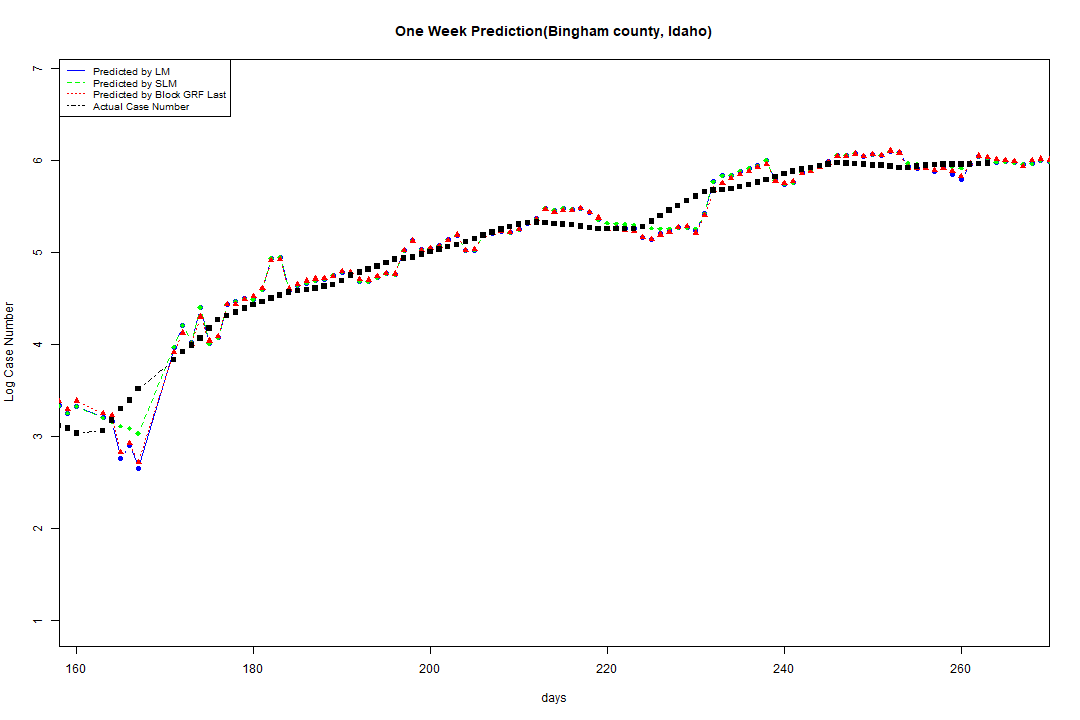 One Week Prediction(Bingham county, Idaho)
Predicted by LM
Predicted by SLM
Predicted by Block GRF Last
Actual Case Number
7
6
5
4
3
2
1
Log Case Number
160 180 200 220 240 260
days